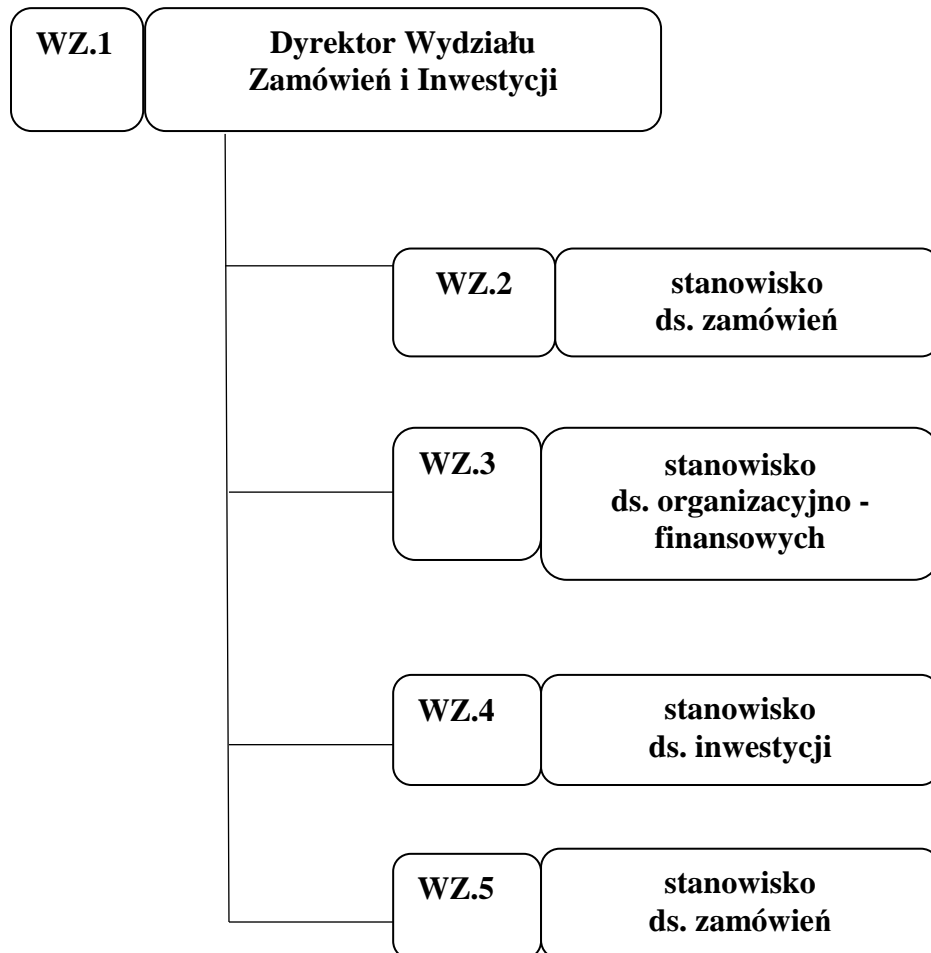 WZ.1
Dyrektor Wydziału
Zamówień i Inwestycji
WZ.2
stanowisko
ds. zamówień
WZ.3
stanowisko
ds. organizacyjno -
finansowych
WZ.4
stanowisko
ds. inwestycji
WZ.5
stanowisko
ds. zamówień